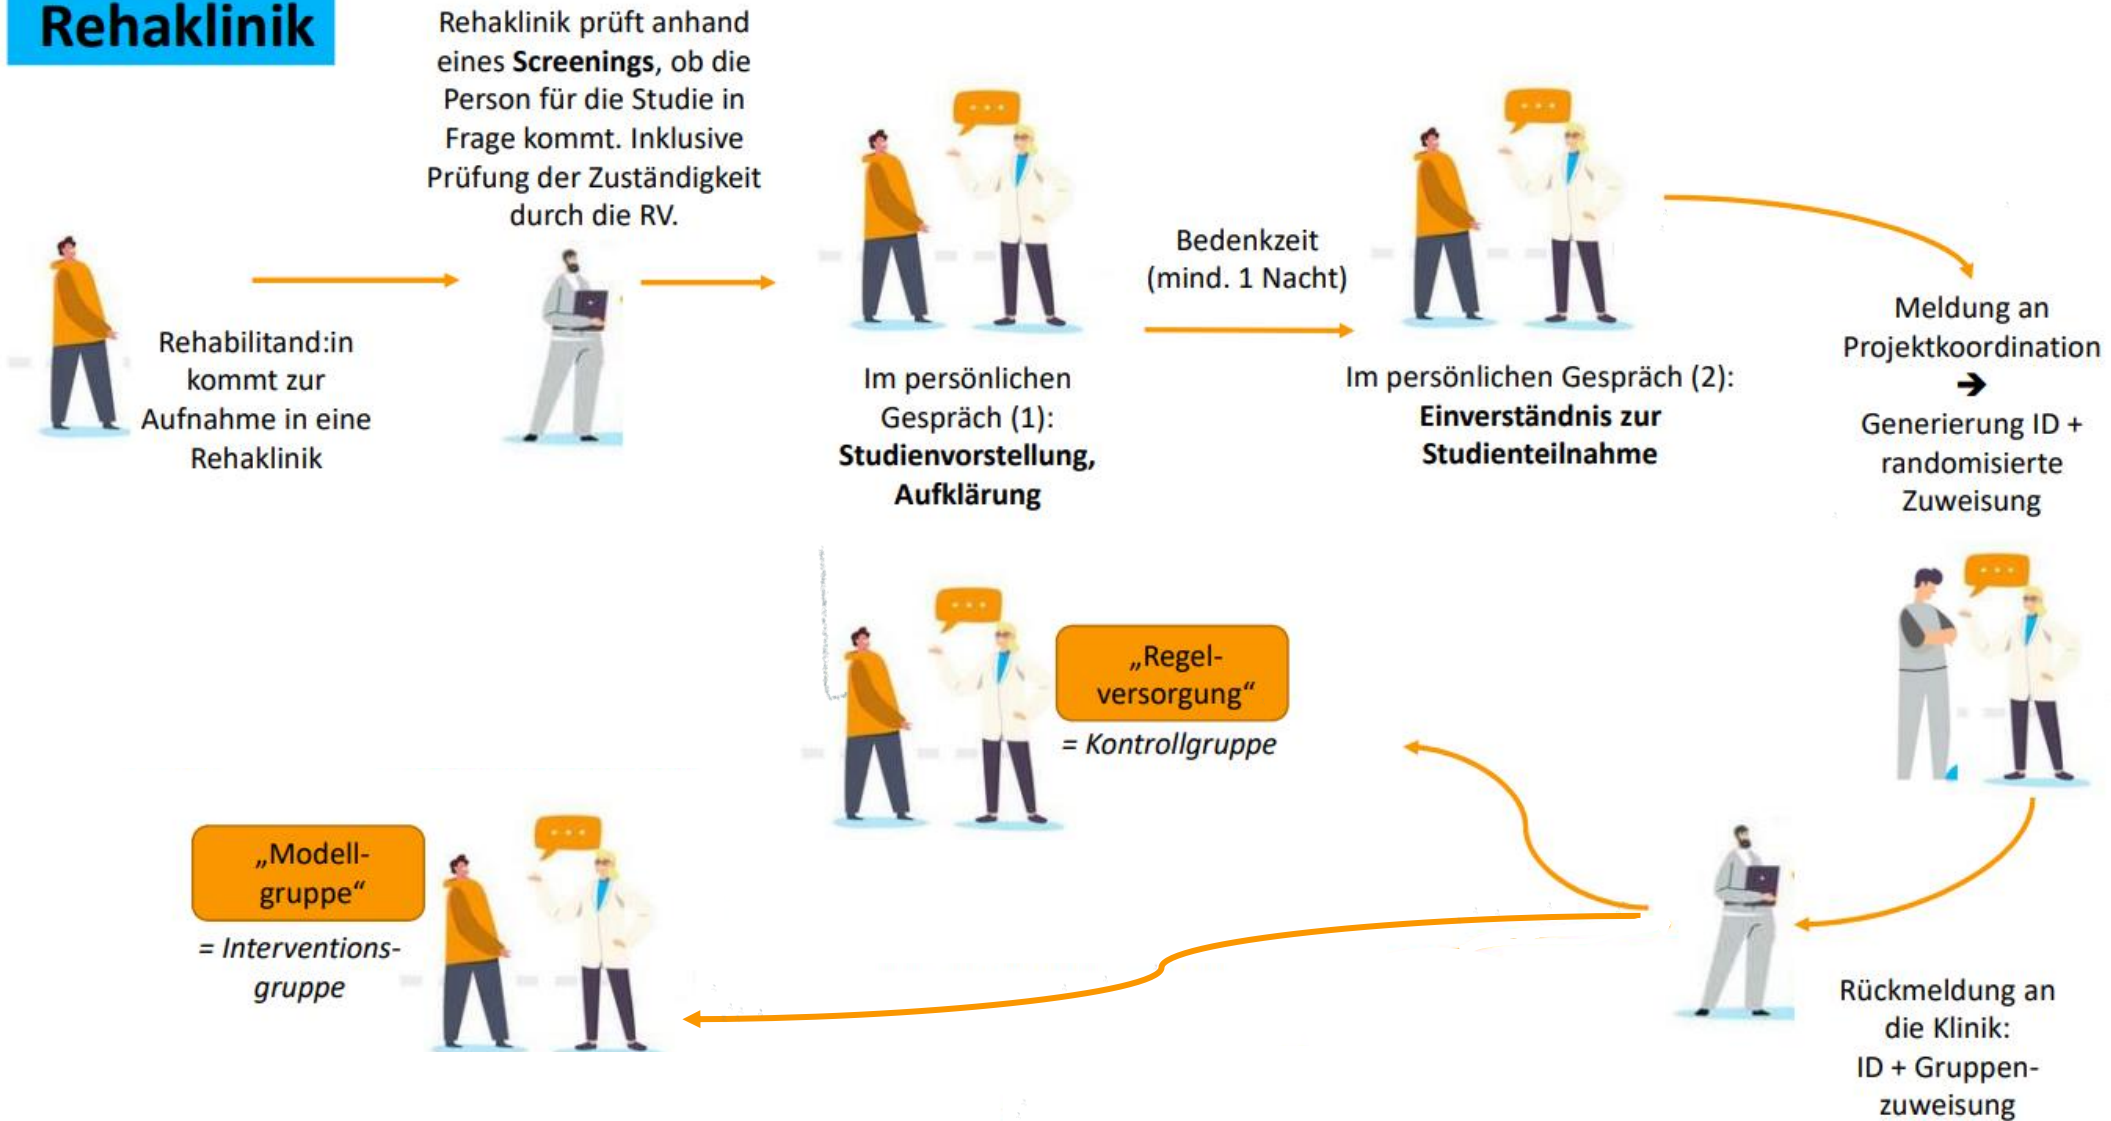 Rehaklinik
Rehaklinik prüft anhand
eines Screenings, ob die
Person für die Studie in
Frage kommt. Inklusive
Prüfung der Zuständigkeit
durch die RV.
Rehabilitand:in
kommt zur
Aufnahme in eine
Rehaklinik
Im persönlichen
Gespräch (1):
Studienvorstellung,
Aufklärung
Bedenkzeit
(mind. 1 Nacht)
Im persönlichen Gespräch (2):
Einverständnis zur
Studienteilnahme
Meldung an
Projektkoordination
➔
Generierung ID +
randomisierte
Zuweisung
Rückmeldung an
die Klinik:
ID + Gruppen-
zuweisung
„Regel-
versorgung“
= Kontrollgruppe
„Modell-
gruppe“
= Interventions-
gruppe